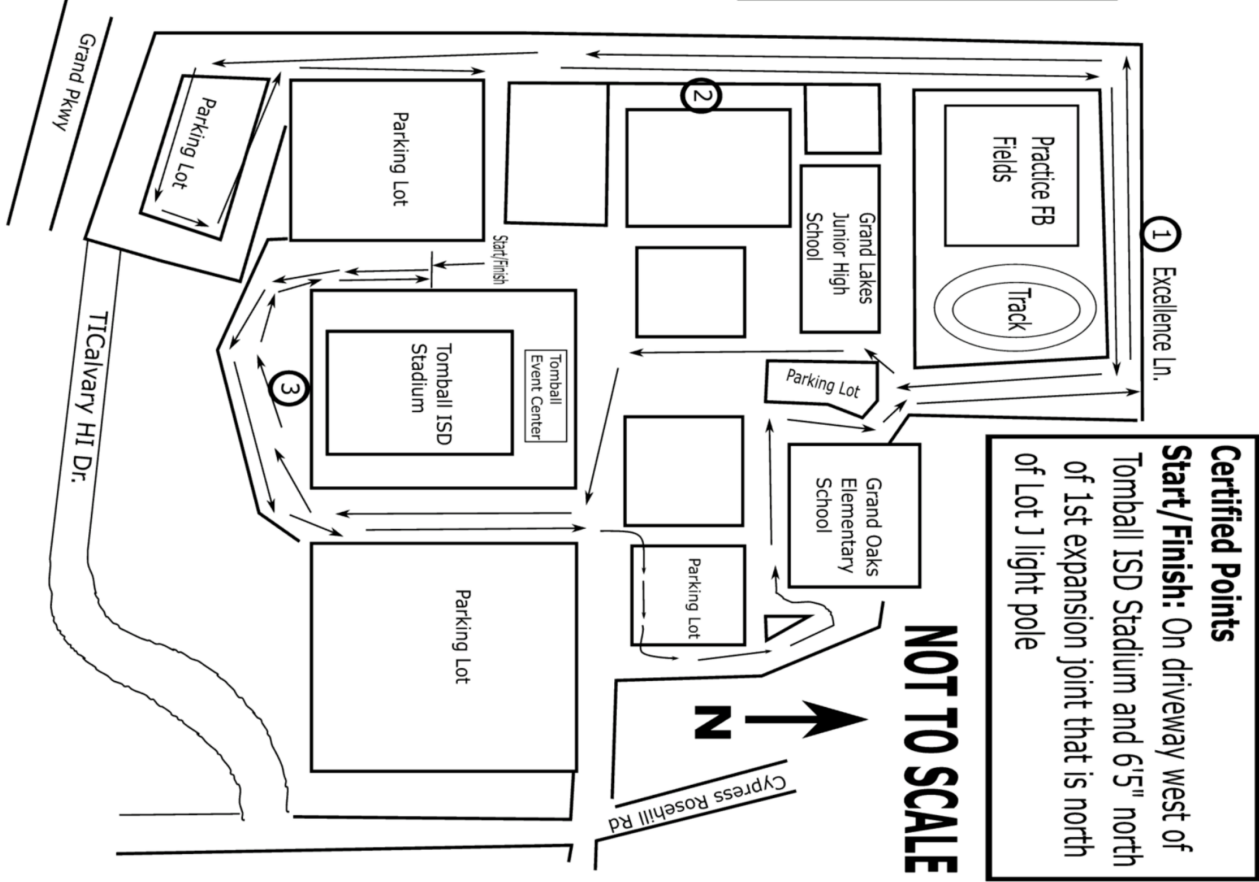 Certified Points
Start/Finish: On driveway west of
Tomball ISD Stadium and 6'5" north
of 1st expansion joint that is north
of Lot J light pole
NOT TO SCALE
N
Excellence Ln.
1
Practice FB
Fields
Track
2
Grand Lakes
Junior High
School
Parking Lot
Grand Oaks
Elementary
School
Parking Lot
Cypress Rosehill Rd
Start/Finish
Tomball
Event Center
Tomball ISD
Stadium
3
Parking Lot
Parking Lot
Parking Lot
Grand Pkwy
TICalvary HI Dr.